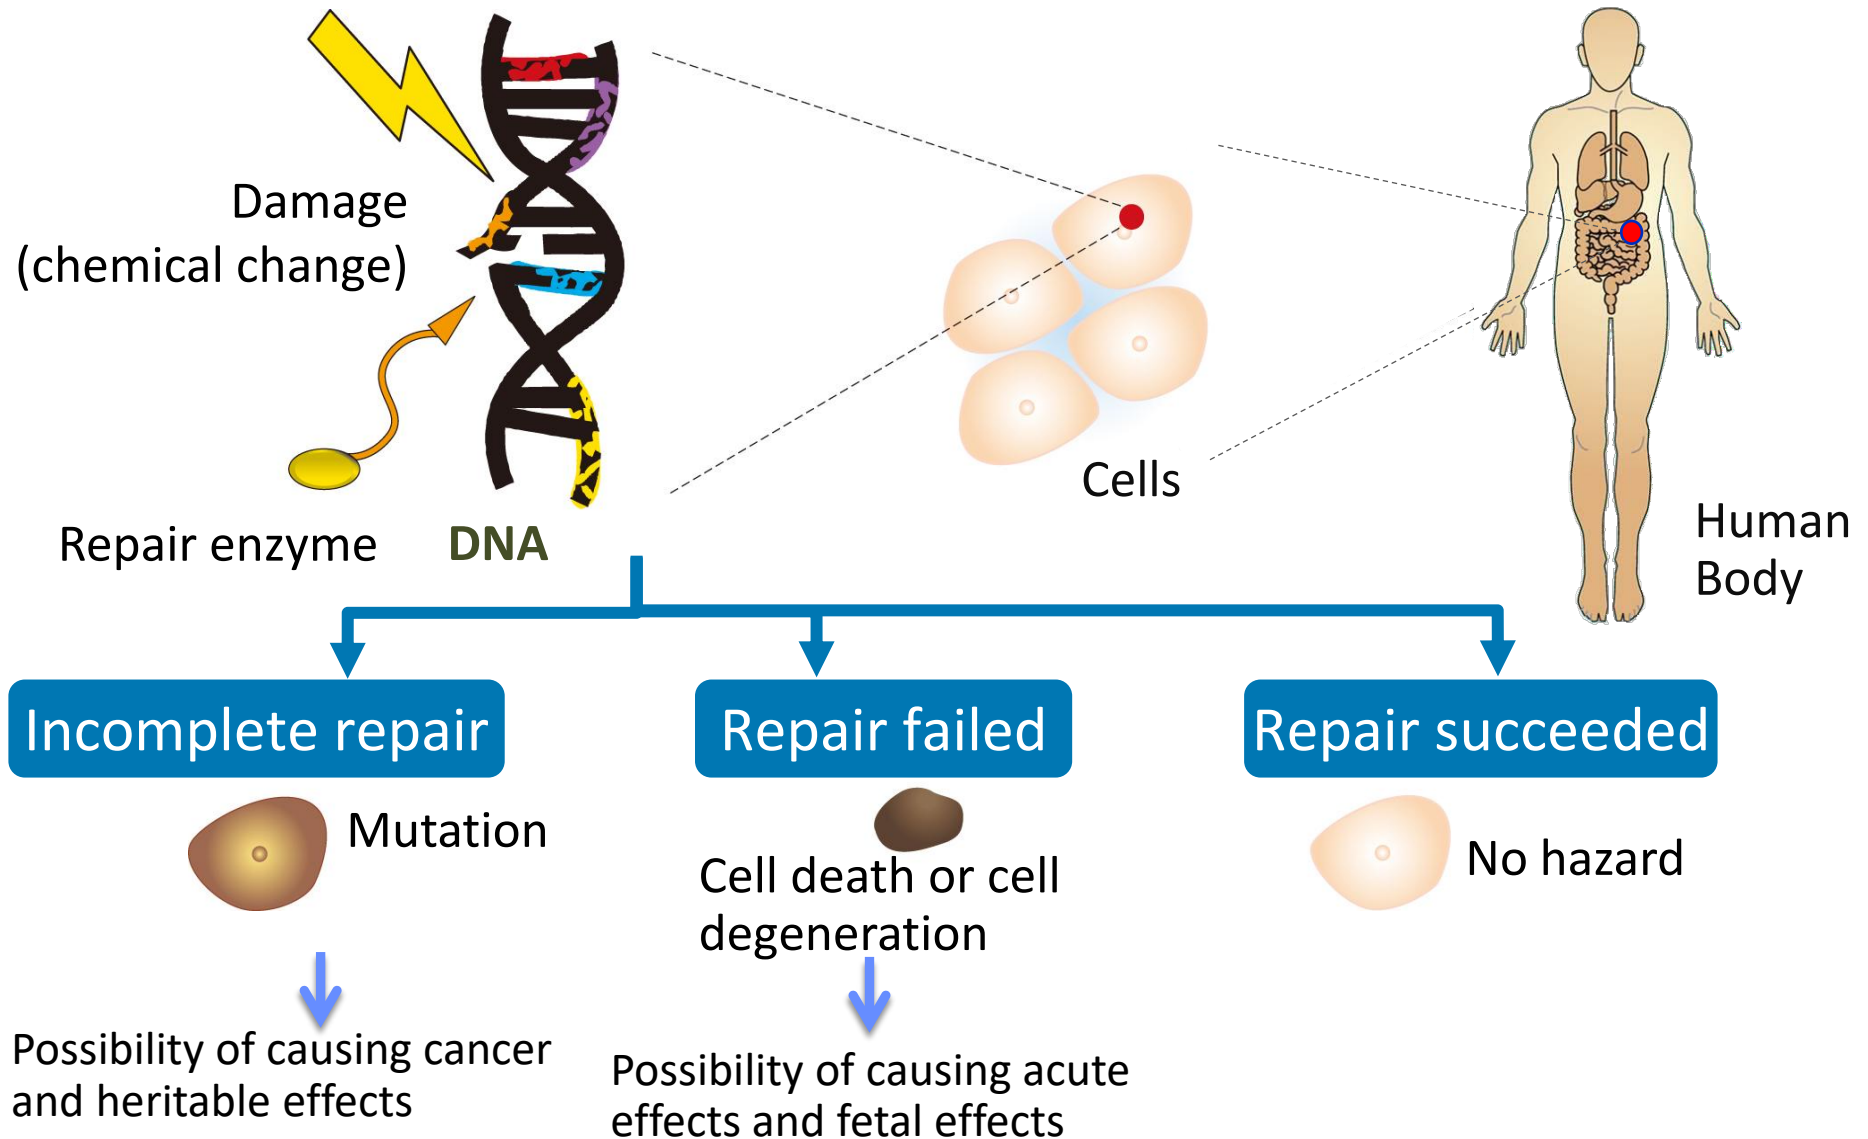 Damage
(chemical change)
Repair enzyme
DNA
Cells
Human
Body
Incomplete repair
Repair failed
Repair succeeded
Mutation
Cell death or cell
degeneration
No hazard
Possibility of causing cancer
and heritable effects
Possibility of causing acute
effects and fetal effects